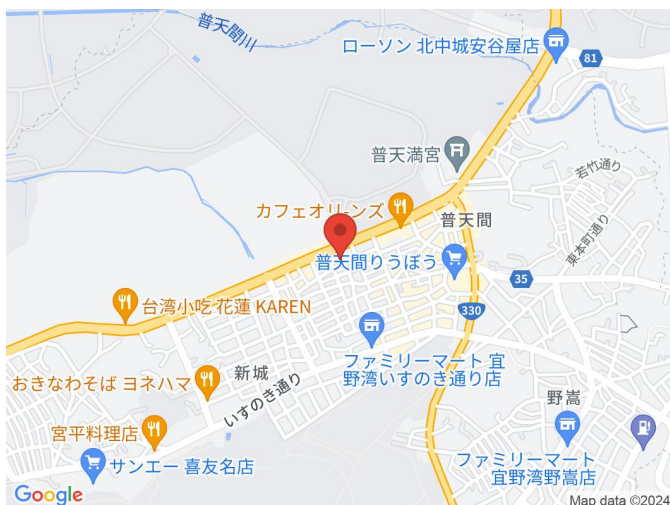 普天間川
ローソン 北中城安谷屋店
81
普天満宮
若竹通り
カフェオリーンズ
普天間
東本町通り
普天間りうぼう
35
台湾小吃 花蓮 KAREN
330
ファミリーマート 宜
野湾いすのき通り店
新城
おきなわそば ヨネハマ
いすのき通り
野嵩
宮平料理店
サンエー 喜友名店
ファミリーマート
宜野湾野嵩店
Google
Map data ©2024